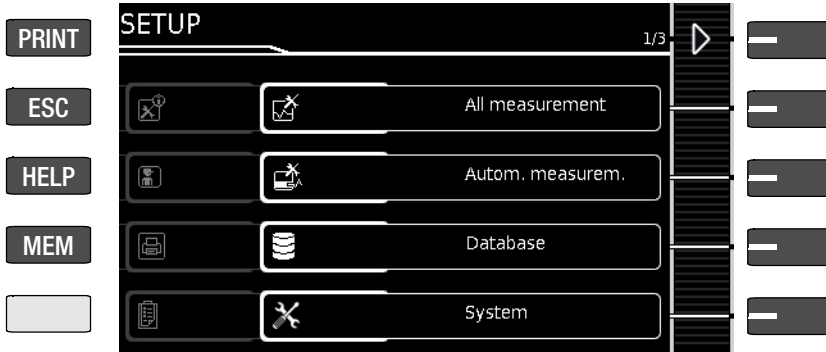 PRINT
SETUP
1/3
ESC
All measurement
HELP
Autom. measurem.
MEM
Database
System